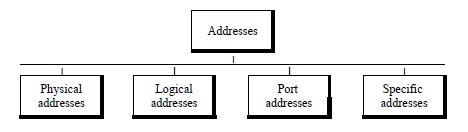 Addresses
Physical
addresses
Logical
addresses
Port
addresses
Specific
addresses